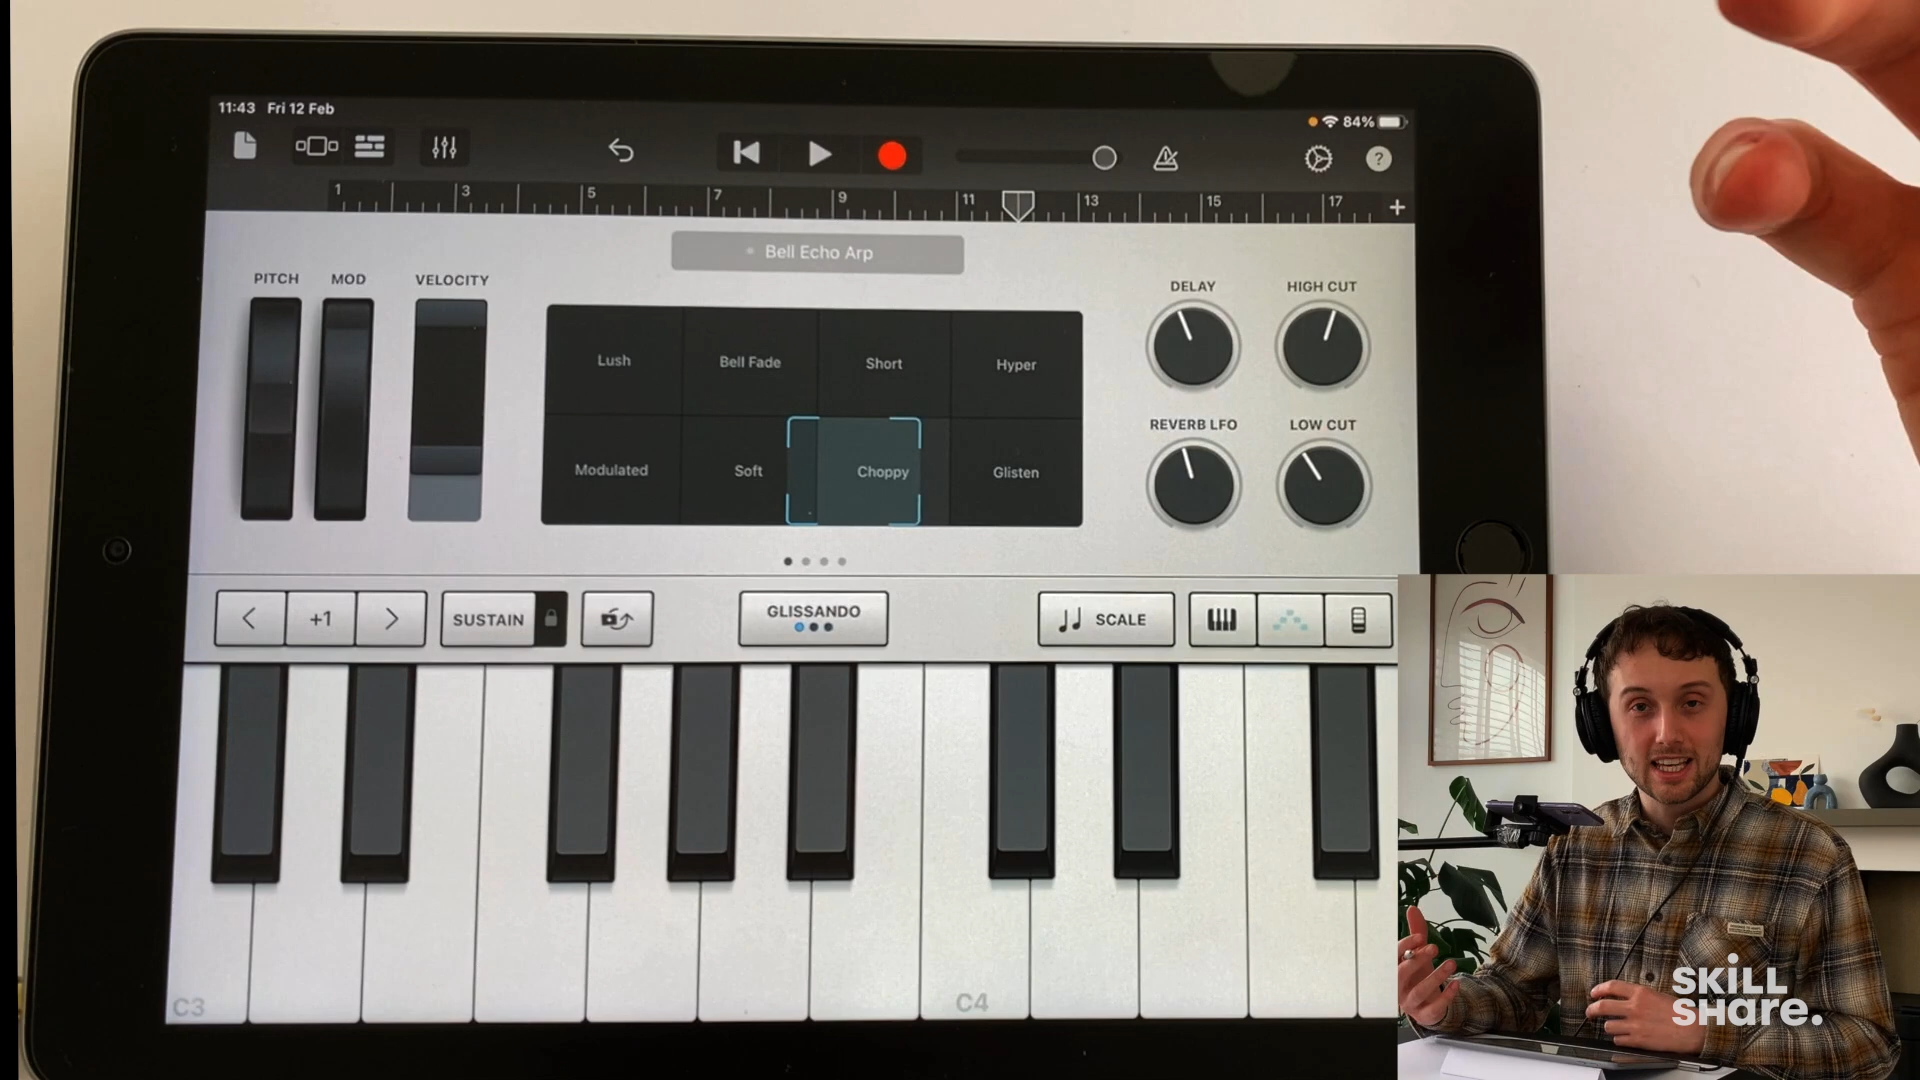 11:43 Fri 12 Feb
84%
?
1 3 5 7 9 11 13 15 17 +
Bell Echo Arp
PITCH MOD VELOCITY
DELAY HIGH CUT
Lush Bell Fade Short Hyper
REVERB LFO LOW CUT
Modulated Soft Choppy Glisten
< +1 > SUSTAIN GLISSANDO SCALE
C3 C4
SKILL
SHARE.